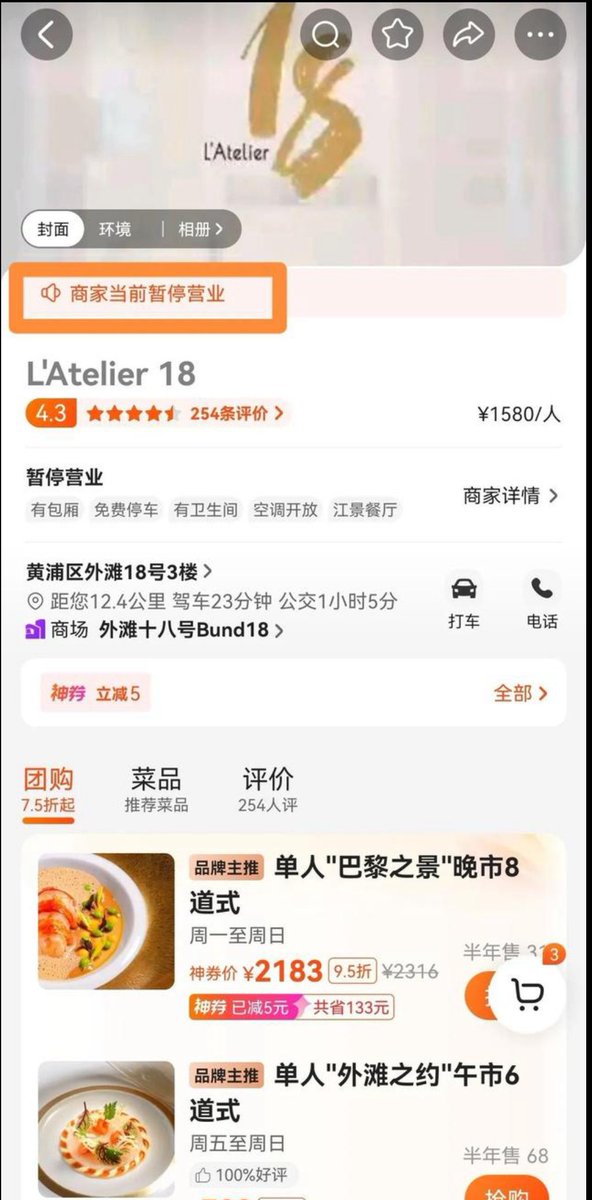 18
L'Atelier
封面 环境 | 相册 >
商家当前暂停营业
L'Atelier 18
4.3 254条评价 >
¥1580/人
暂停营业
有包厢 免费停车 有卫生间 空调开放 江景餐厅
商家详情 >
黄浦区外滩18号3楼 >
距您12.4公里 驾车23分钟 公交1小时5分
商场 外滩十八号Bund18 >
打车 电话
神券 立减5
全部 >
团购 菜品 评价
7.5折起 推荐菜品 254人评
品牌主推 单人"巴黎之景"晚市8
道式
周一至周日
半年售
3
神券价 ¥2183 9.5折 ¥2316
神券 已减5元 共省133元
品牌主推 单人"外滩之约"午市6
道式
周五至周日
半年售 68
100%好评
抢购